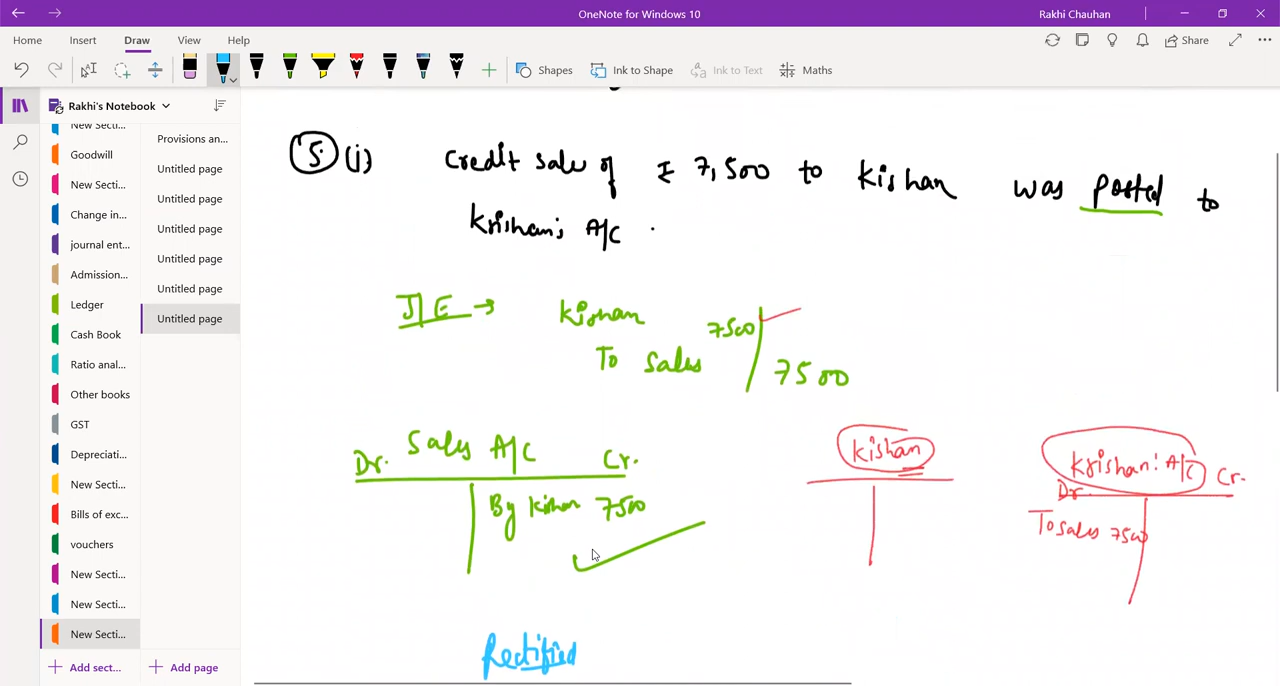 OneNote for Windows 10
Rakhi Chauhan
Home Insert Draw View Help
Share
Shapes Ink to Shape Ink to Text Maths
Rakhi's Notebook
New Secti...
Goodwill
New Secti...
Change in...
journal ent...
Admission...
Ledger
Cash Book
Ratio anal...
Other books
GST
Depreciati...
New Secti...
Bills of exc...
vouchers
New Secti...
New Secti...
New Secti...
Add sect...
Provisions an...
Untitled page
Untitled page
Untitled page
Untitled page
Untitled page
Untitled page
Add page
5 (i) Credit sale of ₹ 7,500 to Kishan was posted to
Krishan's A/C.
J/E → Kishan 7500
To Sales 7500
Dr. Sales A/C Cr.
By Kishan 7500
Kishan
Krishan's A/C
Dr. Cr.
To Sales 7500
Rectified